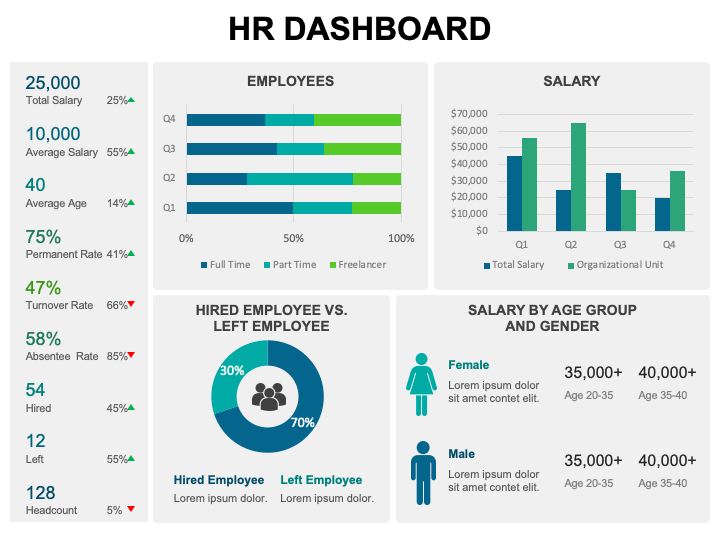 HR DASHBOARD
25,000
Total Salary 25%
10,000
Average Salary 55%
40
Average Age 14%
75%
Permanent Rate 41%
47%
Turnover Rate 66%
58%
Absentee Rate 85%
54
Hired 45%
12
Left 55%
128
Headcount 5%
EMPLOYEES
Q4
Q3
Q2
Q1
0% 50% 100%
Full Time Part Time Freelancer
SALARY
$70,000
$60,000
$50,000
$40,000
$30,000
$20,000
$10,000
$0
Q1 Q2 Q3 Q4
Total Salary Organizational Unit
HIRED EMPLOYEE VS.
LEFT EMPLOYEE
30%
70%
Hired Employee Left Employee
Lorem ipsum dolor. Lorem ipsum dolor.
SALARY BY AGE GROUP
AND GENDER
Female
Lorem ipsum dolor
sit amet contet elit.
35,000+ 40,000+
Age 20-35 Age 35-40
Male
Lorem ipsum dolor
sit amet contet elit.
35,000+ 40,000+
Age 20-35 Age 35-40